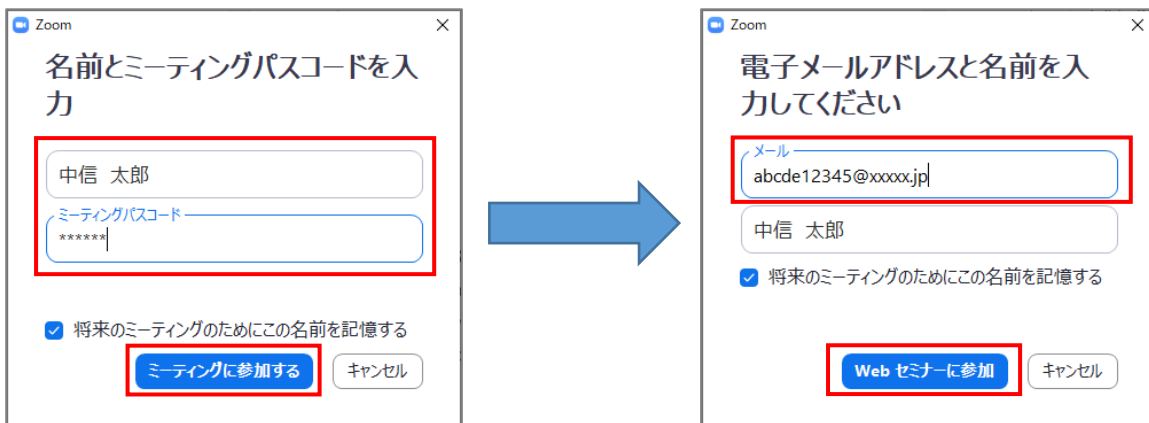 Zoom
名前とミーティングパスコードを入
力
中信 太郎
ミーティングパスコード
******
将来のミーティングのためにこの名前を記憶する
ミーティングに参加する
キャンセル
Zoom
電子メールアドレスと名前を入
力してください
メール
abcde12345@xxxxx.jp
中信 太郎
将来のミーティングのためにこの名前を記憶する
Web セミナーに参加
キャンセル